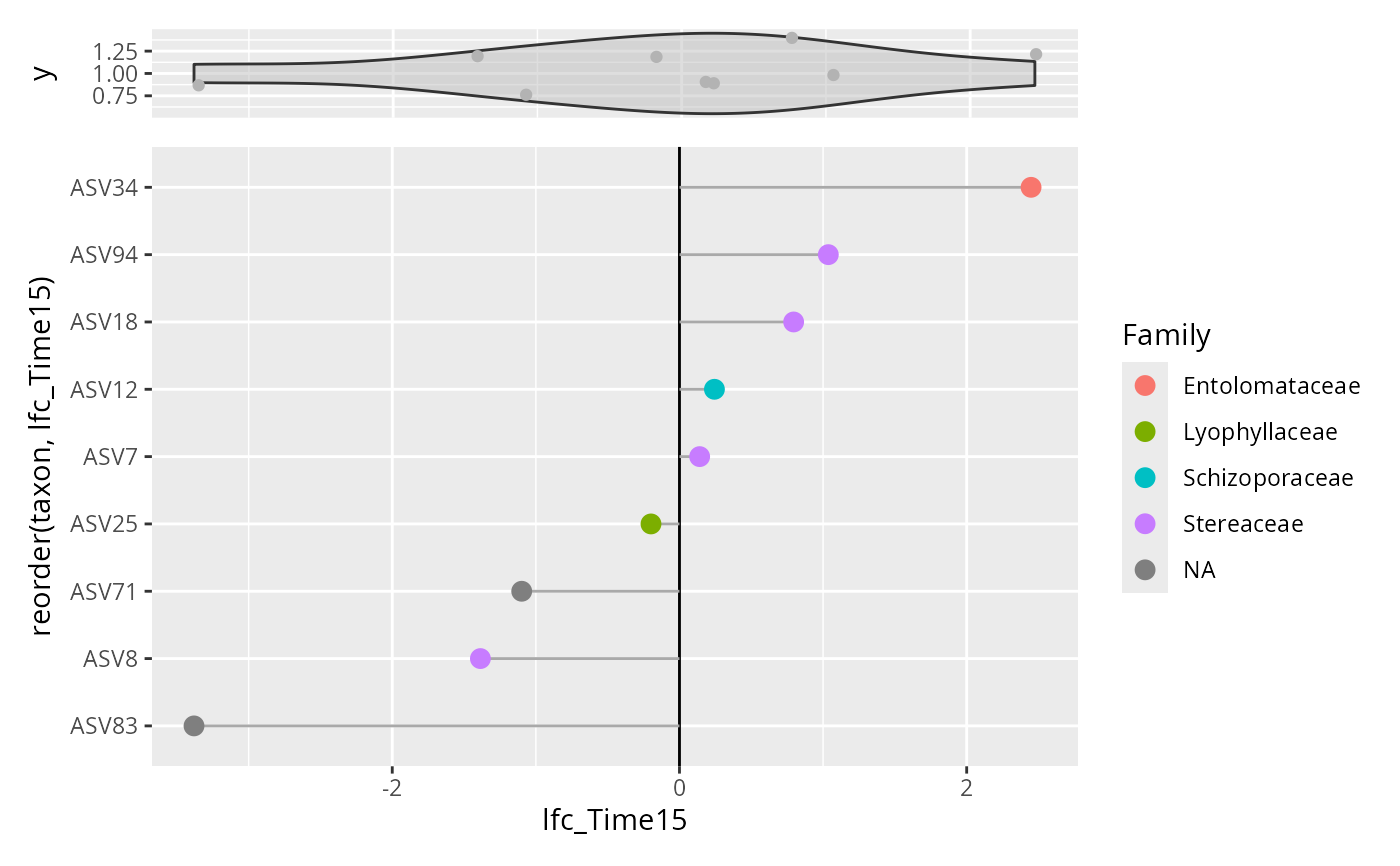 y
1.25
1.00
0.75
reorder(taxon, lfc_Time15)
ASV34
ASV94
ASV18
ASV12
ASV7
ASV25
ASV71
ASV8
ASV83
-2 0 2
lfc_Time15
Family
Entolomataceae
Lyophyllaceae
Schizoporaceae
Stereaceae
NA